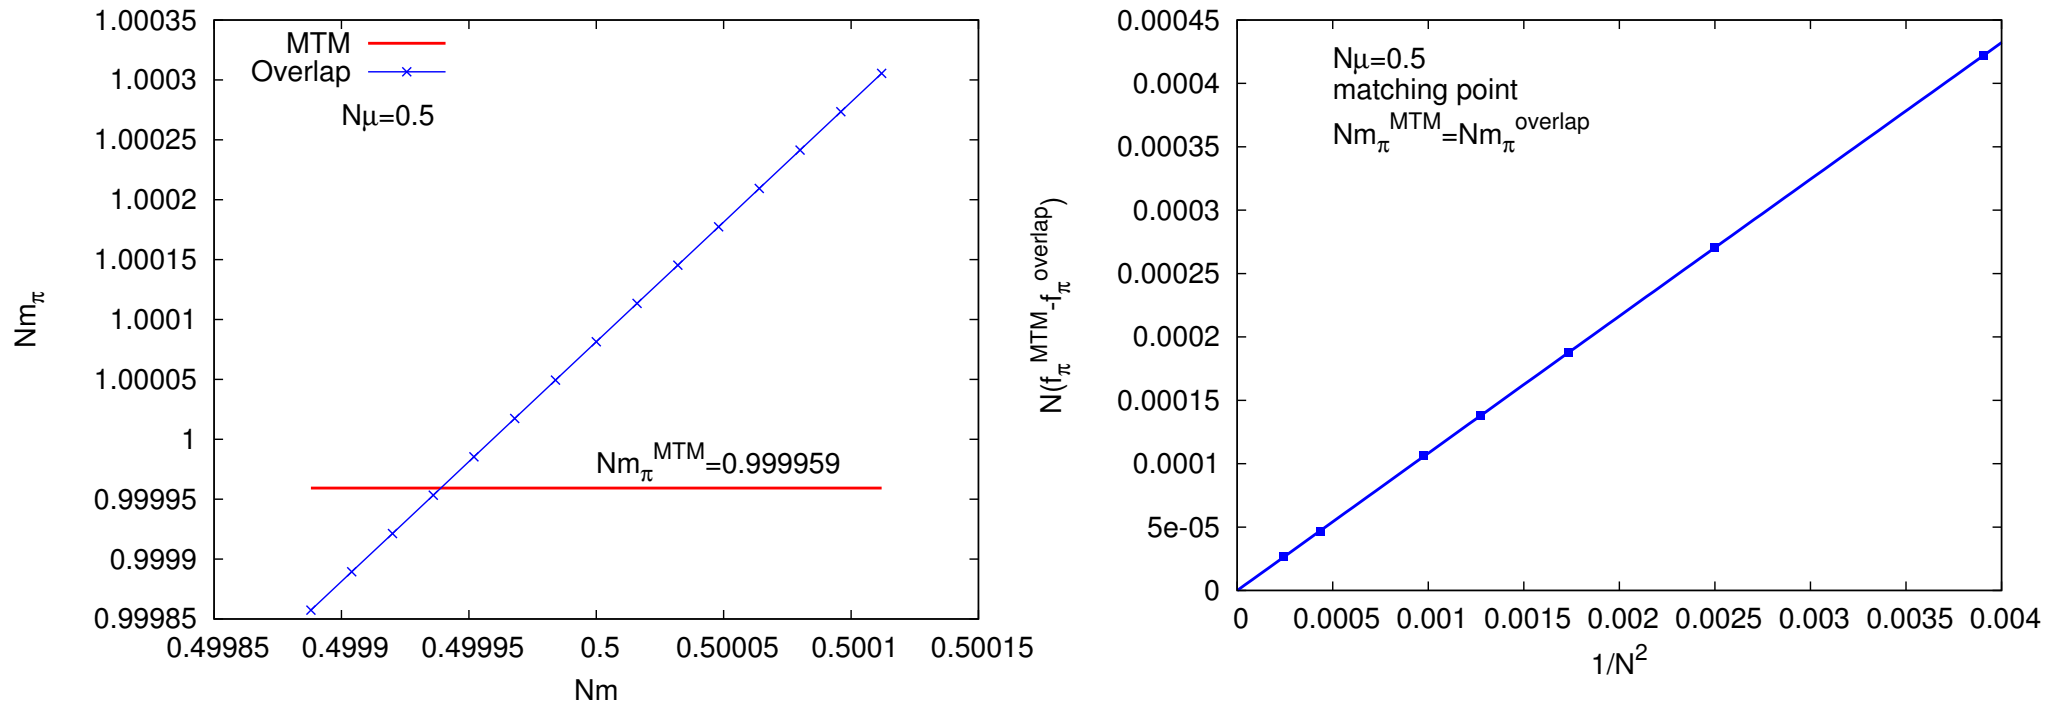 1.00035
1.0003
1.00025
1.0002
1.00015
1.0001
1.00005
1
0.99995
0.9999
0.99985
0.49985 0.4999 0.49995 0.5 0.50005 0.5001 0.50015
Nm
Nmπ
MTM
Overlap
Nμ=0.5
Nmπ^MTM=0.999959
0.00045
0.0004
0.00035
0.0003
0.00025
0.0002
0.00015
0.0001
5e-05
0
0 0.0005 0.001 0.0015 0.002 0.0025 0.003 0.0035 0.004
1/N²
N(fπ^MTM-fπ^overlap)
Nμ=0.5
matching point
Nmπ^MTM=Nmπ^overlap